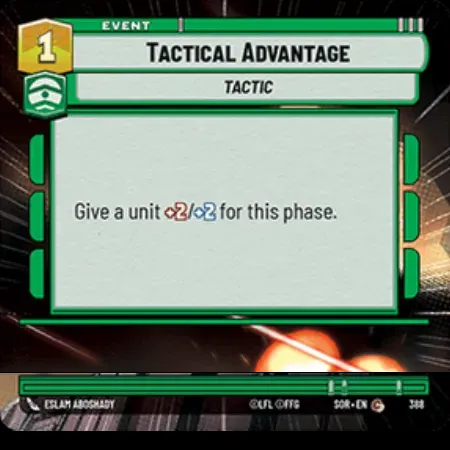 EVENT
1
TACTICAL ADVANTAGE
TACTIC
Give a unit +2/+2 for this phase.
ESLAM ABOSHADY
©LFL ©FFG
SOR • EN
388